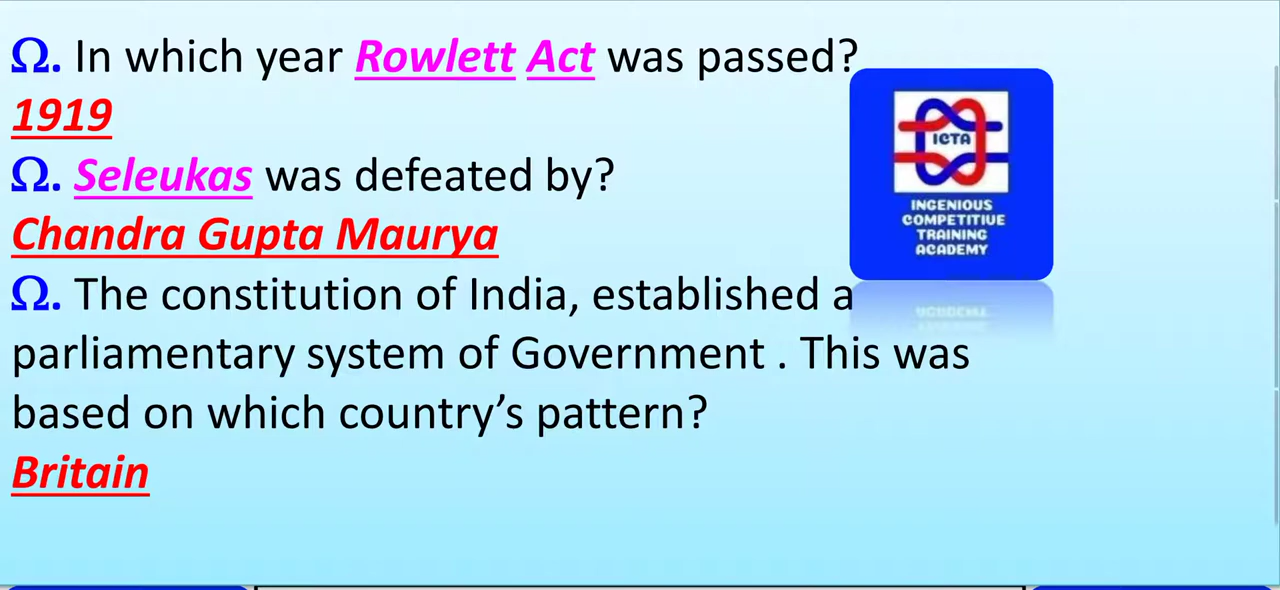 Ω. In which year Rowlett Act was passed?
1919
Ω. Seleukas was defeated by?
Chandra Gupta Maurya
Ω. The constitution of India, established a
parliamentary system of Government . This was
based on which country’s pattern?
Britain
ICTA
INGENIOUS
COMPETITIVE
TRAINING
ACADEMY